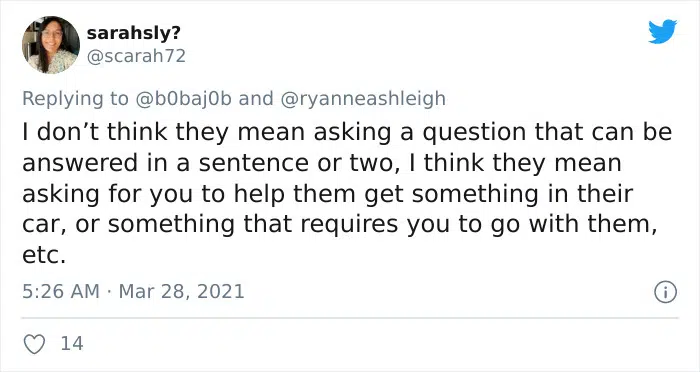 sarahsly?
@scarah72
Replying to @b0baj0b and @ryanneashleigh
I don’t think they mean asking a question that can be
answered in a sentence or two, I think they mean
asking for you to help them get something in their
car, or something that requires you to go with them,
etc.
5:26 AM · Mar 28, 2021
14